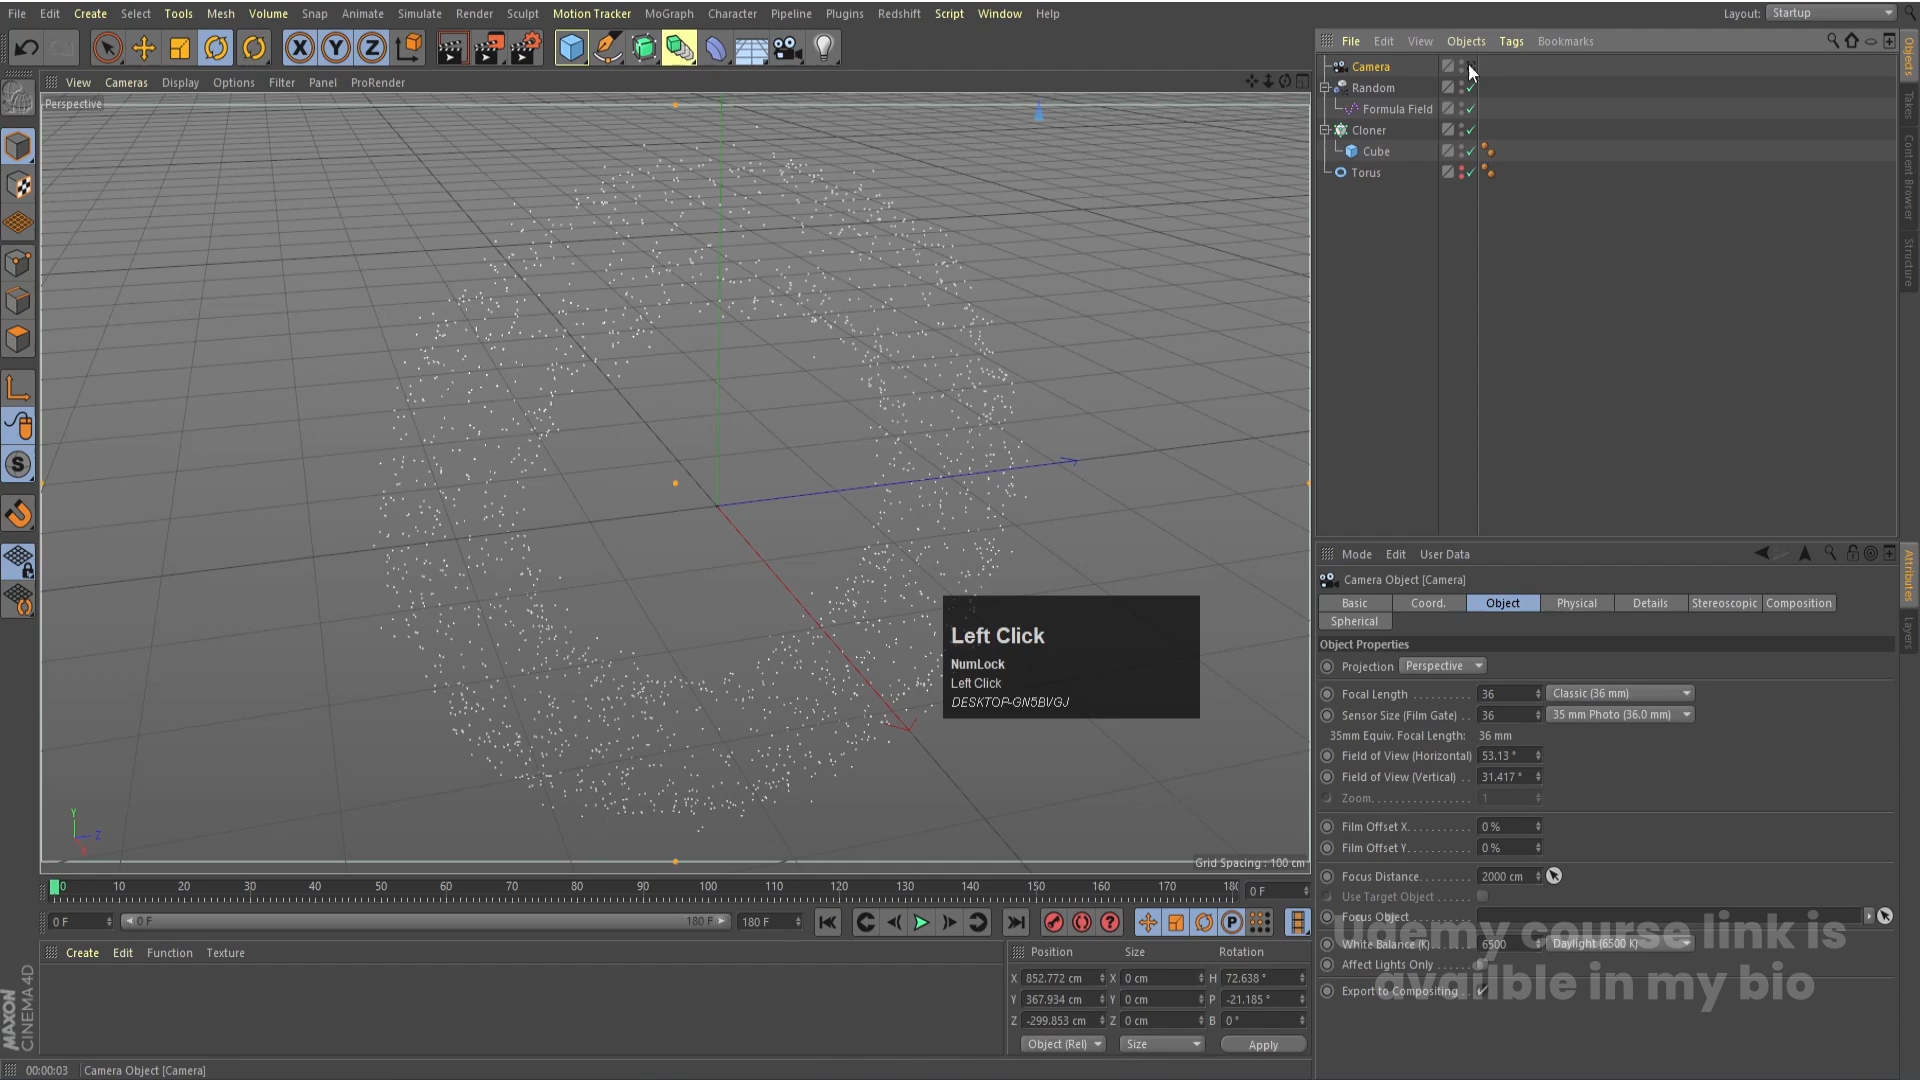 File Edit Create Select Tools Mesh Volume Snap Animate Simulate Render Sculpt Motion Tracker MoGraph Character Pipeline Plugins Redshift Script Window Help
Layout: Startup
X Y Z
File Edit View Objects Tags Bookmarks
View Cameras Display Options Filter Panel ProRender
Perspective
Camera
Random
Formula Field
Cloner
Cube
Torus
Objects
Takes
Content Browser
Structure
Left Click
NumLock
Left Click
DESKTOP-GN5BVGJ
Y
Z
X
Grid Spacing : 100 cm
Mode Edit User Data
Camera Object [Camera]
Basic Coord. Object Physical Details Stereoscopic Composition
Spherical
Object Properties
Projection Perspective
Focal Length 36 Classic (36 mm)
Sensor Size (Film Gate) 36 35 mm Photo (36.0 mm)
35mm Equiv. Focal Length: 36 mm
Field of View (Horizontal) 53.13 °
Field of View (Vertical) 31.417 °
Zoom 1
Film Offset X 0 %
Film Offset Y 0 %
Focus Distance 2000 cm
Use Target Object
Focus Object
White Balance (K) 6500 Daylight (6500 K)
Affect Lights Only
Export to Compositing
Attributes
Layers
Udemy course link is
availble in my bio
0 10 20 30 40 50 60 70 80 90 100 110 120 130 140 150 160 170 0 F
0 F 0 F 180 F 180 F
Create Edit Function Texture
Position Size Rotation
X 852.772 cm X 0 cm H 72.638 °
Y 367.934 cm Y 0 cm P -21.185 °
Z -299.853 cm Z 0 cm B 0 °
Object (Rel) Size Apply
MAXON
CINEMA 4D
00:00:03 Camera Object [Camera]